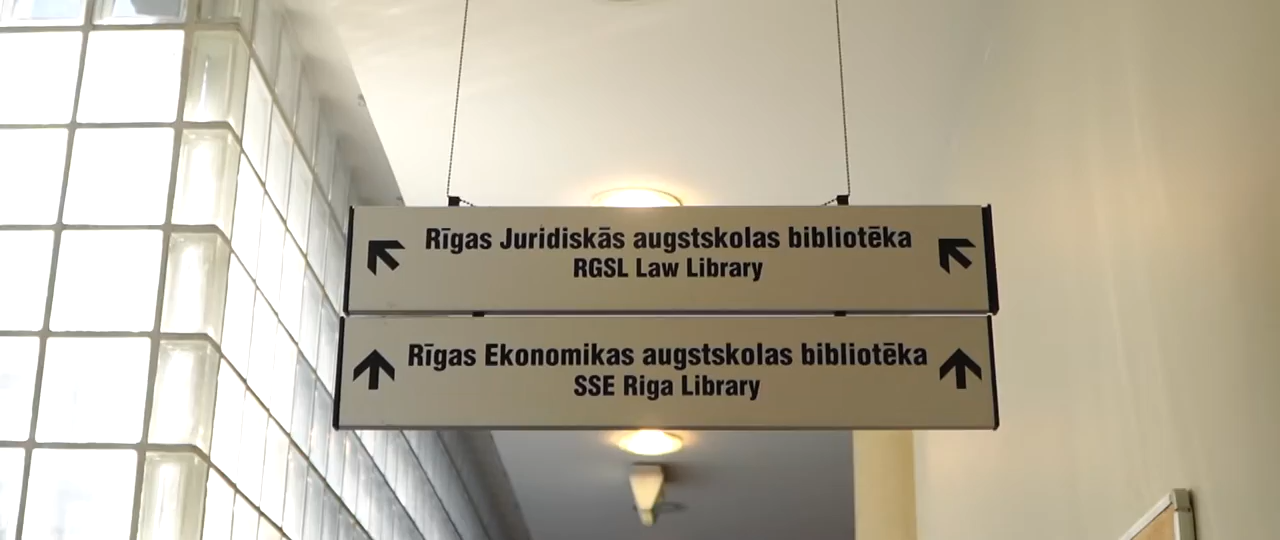 Rīgas Juridiskās augstskolas bibliotēka
RGSL Law Library
Rīgas Ekonomikas augstskolas bibliotēka
SSE Riga Library